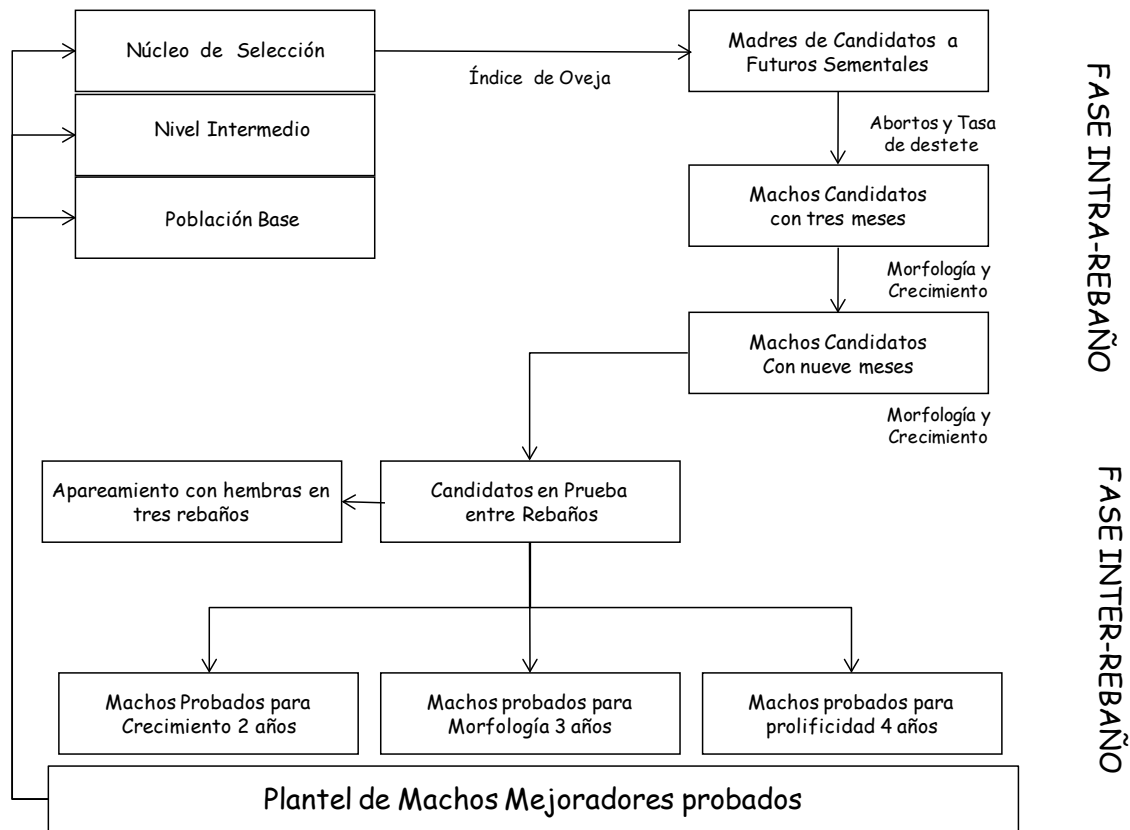 Núcleo de Selección
Índice de Oveja
Madres de Candidatos a
Futuros Sementales
Nivel Intermedio
Población Base
Abortos y Tasa
de destete
Machos Candidatos
con tres meses
Morfología y
Crecimiento
Machos Candidatos
Con nueve meses
Morfología y
Crecimiento
FASE INTRA-REBAÑO
Apareamiento con hembras en
tres rebaños
Candidatos en Prueba
entre Rebaños
Machos Probados para
Crecimiento 2 años
Machos probados para
Morfología 3 años
Machos probados para
prolificidad 4 años
FASE INTER-REBAÑO
Plantel de Machos Mejoradores probados